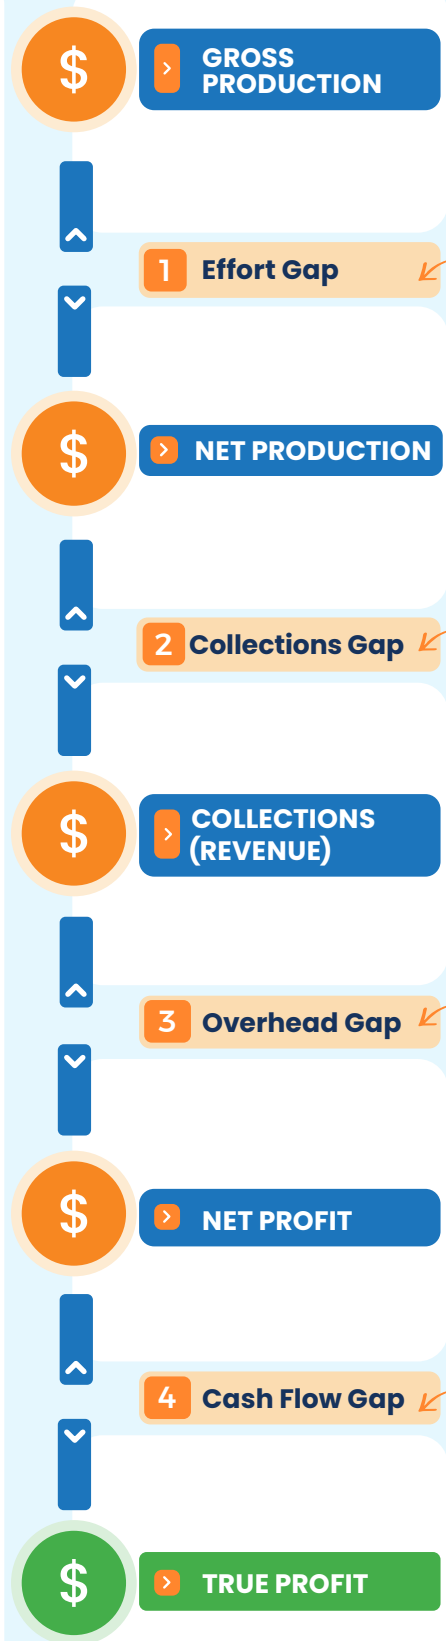 $
GROSS
PRODUCTION
1 Effort Gap
$
NET PRODUCTION
2 Collections Gap
$
COLLECTIONS
(REVENUE)
3 Overhead Gap
$
NET PROFIT
4 Cash Flow Gap
$
TRUE PROFIT